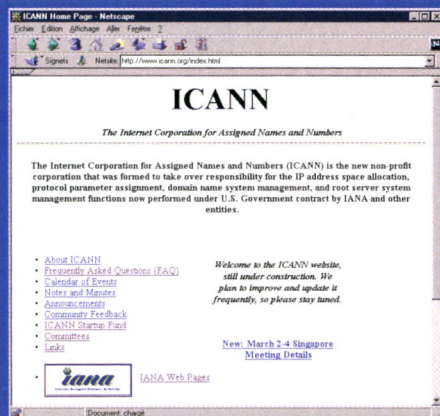 ICANN Home Page - Netscape
Fichier Edition Affichage Aller Fenêtre ?
Signets Netsite: http://www.icann.org/index.html
ICANN
The Internet Corporation for Assigned Names and Numbers
The Internet Corporation for Assigned Names and Numbers (ICANN) is the new non-profit
corporation that was formed to take over responsibility for the IP address space allocation,
protocol parameter assignment, domain name system management, and root server system
management functions now performed under U.S. Government contract by IANA and other
entities.
• About ICANN
• Frequently Asked Questions (FAQ)
• Calendar of Events
• Notes and Minutes
• Announcements
• Community Feedback
• ICANN Startup Fund
• Committees
• Links
Welcome to the ICANN website,
still under construction. We
plan to improve and update it
frequently, so please stay tuned.
New: March 2-4 Singapore
Meeting Details
• iana
Internet Assigned Numbers Authority
IANA Web Pages
Document: chargé